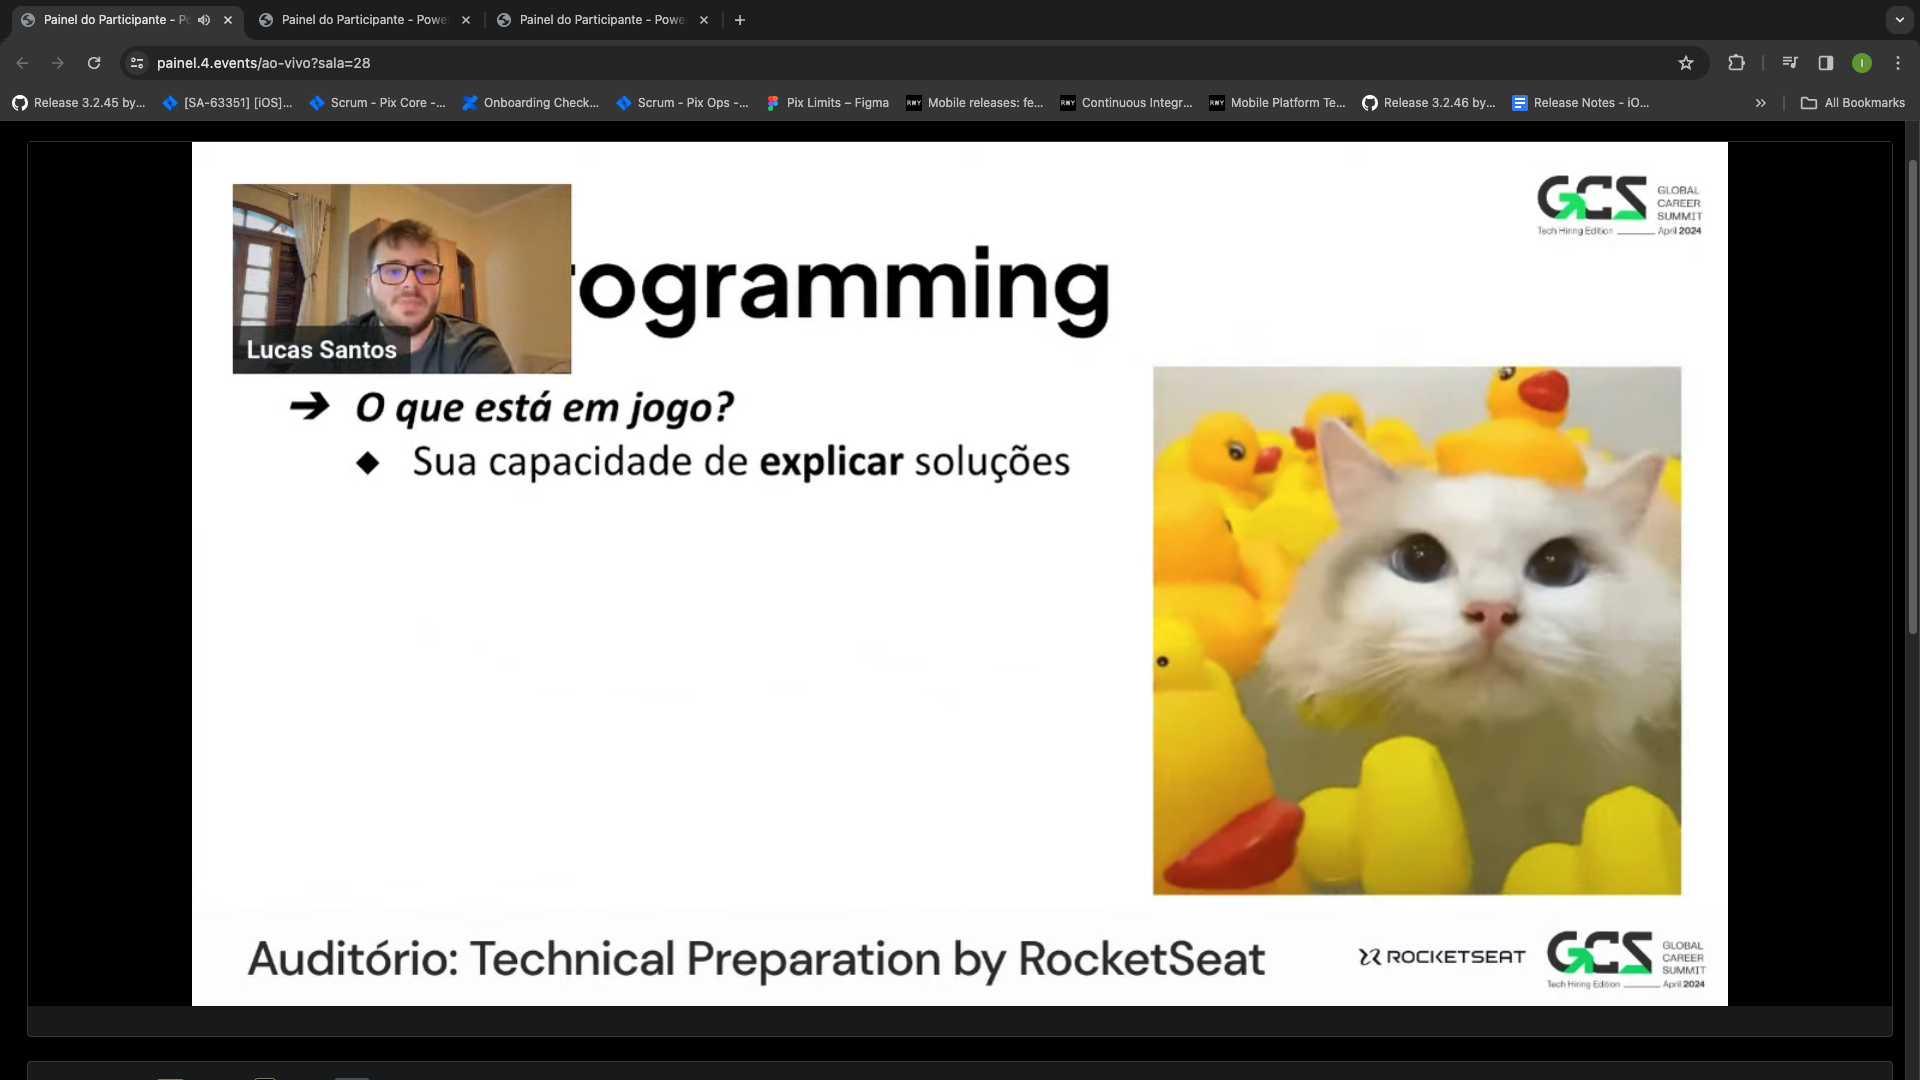 Painel do Participante - Po
Painel do Participante - Powe
Painel do Participante - Powe
painel.4.events/ao-vivo?sala=28
I
Release 3.2.45 by...
[SA-63351] [iOS]...
Scrum - Pix Core -...
Onboarding Check...
Scrum - Pix Ops -...
Pix Limits – Figma
RWY Mobile releases: fe...
RWY Continuous Integr...
RWY Mobile Platform Te...
Release 3.2.46 by...
Release Notes - iO...
All Bookmarks
GCS GLOBAL
CAREER
SUMMIT
Tech Hiring Edition April 2024
rogramming
Lucas Santos
➔ O que está em jogo?
◆ Sua capacidade de explicar soluções
Auditório: Technical Preparation by RocketSeat
ROCKETSEAT
GCS GLOBAL
CAREER
SUMMIT
Tech Hiring Edition April 2024